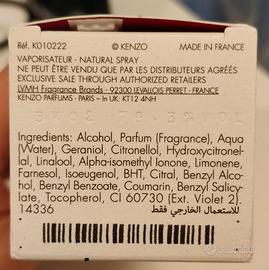 Réf. K010222 © KENZO MADE IN FRANCE
VAPORISATEUR - NATURAL SPRAY
NE PEUT ÊTRE VENDU QUE PAR LES DISTRIBUTEURS AGRÉÉS
EXCLUSIVE SALE THROUGH AUTHORIZED RETAILERS
LVMH Fragrance Brands - 92300 LEVALLOIS PERRET - FRANCE
KENZO PARFUMS - PARIS - In UK: KT12 4NH
Ingredients: Alcohol, Parfum (Fragrance), Aqua
(Water), Geraniol, Citronellol, Hydroxycitronel-
lal, Linalool, Alpha-isomethyl Ionone, Limonene,
Farnesol, Isoeugenol, BHT, Citral, Benzyl Alco-
hol, Benzyl Benzoate, Coumarin, Benzyl Salicy-
late, Tocopherol, CI 60730 (Ext. Violet 2).
14336 للاستعمال الخارجي فقط